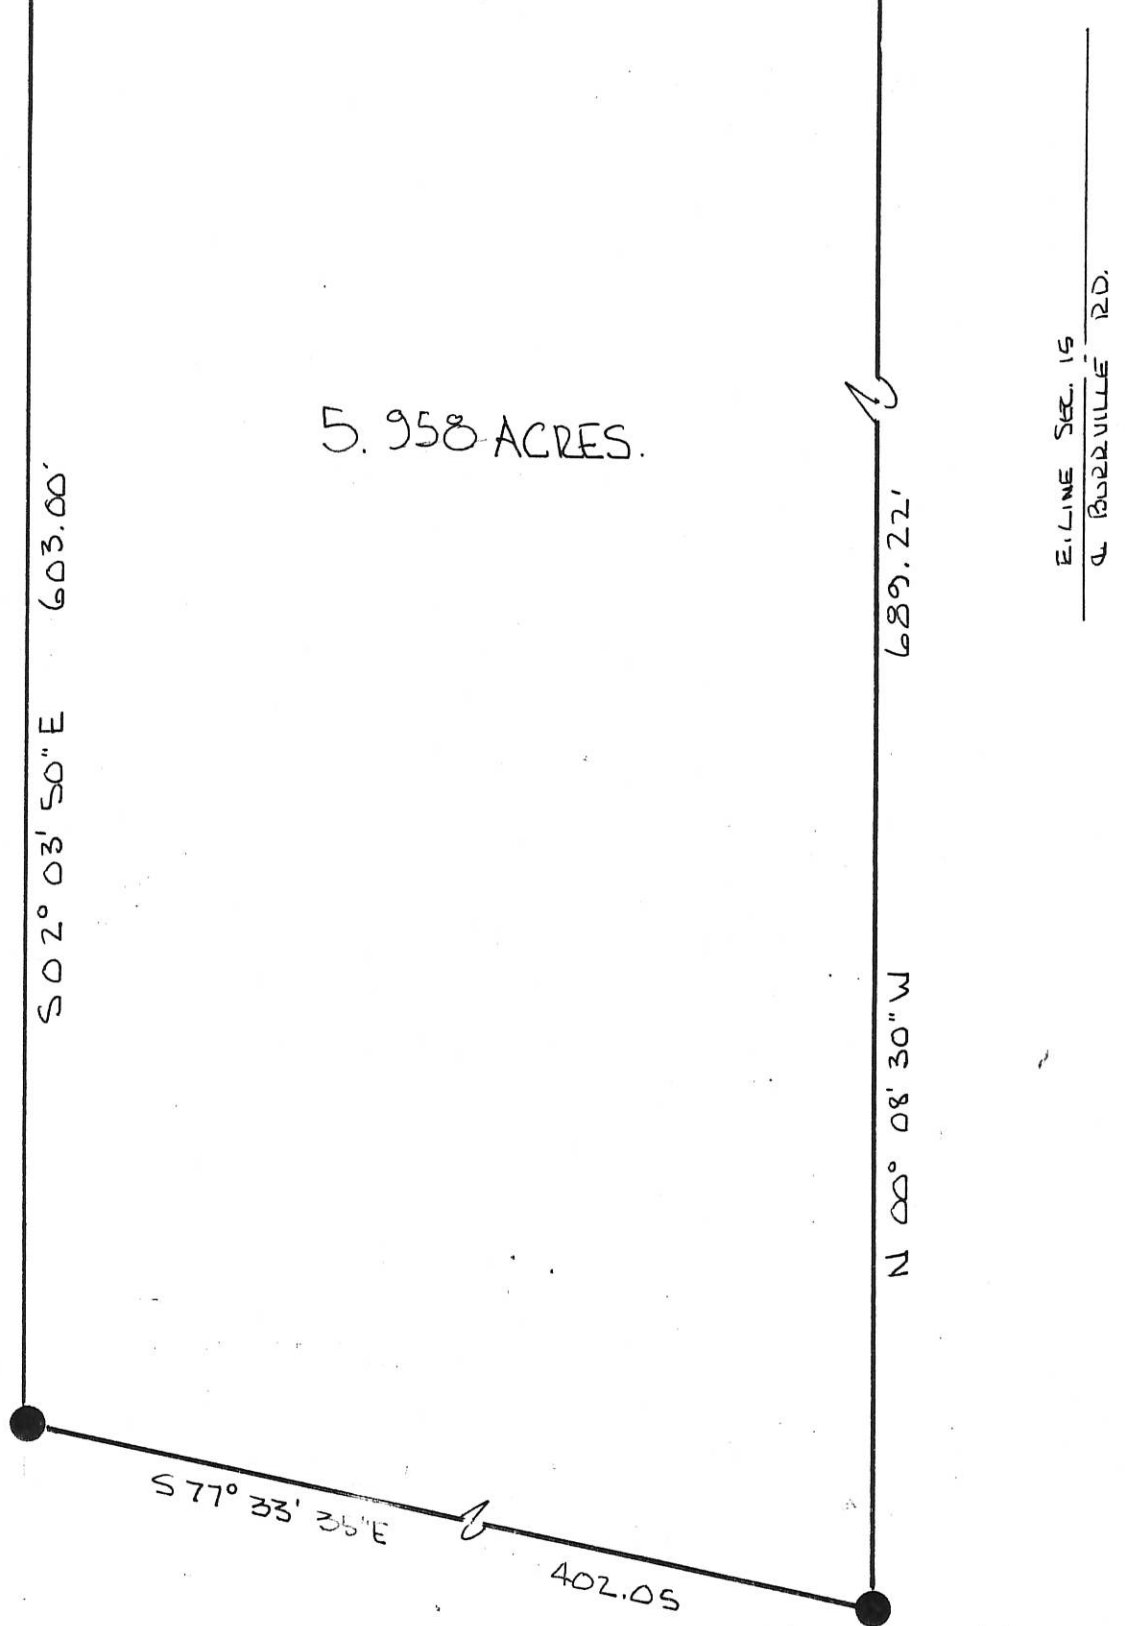 5.958 ACRES.
S 02° 03' 50" E 603.00'
689.22'
N 00° 08' 30" W
E. LINE SEC. 15
℄ BURRVILLE RD.
S 77° 33' 35" E
402.05